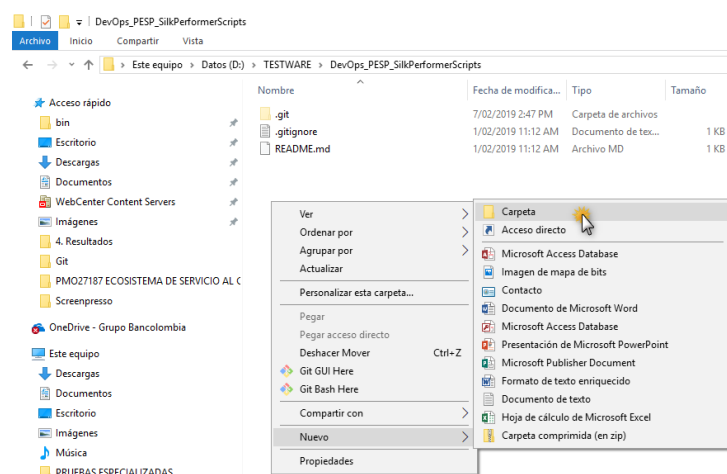 DevOps_PESP_SilkPerformerScripts
Archivo Inicio Compartir Vista
Este equipo > Datos (D:) > TESTWARE > DevOps_PESP_SilkPerformerScripts
Nombre Fecha de modifica... Tipo Tamaño
.git 7/02/2019 2:47 PM Carpeta de archivos
.gitignore 1/02/2019 11:12 AM Documento de tex... 1 KB
README.md 1/02/2019 11:12 AM Archivo MD 1 KB
Acceso rápido
bin
Escritorio
Descargas
Documentos
WebCenter Content Servers
Imágenes
4. Resultados
Git
PMO27187 ECOSISTEMA DE SERVICIO AL C
Screenpresso
OneDrive - Grupo Bancolombia
Este equipo
Descargas
Documentos
Escritorio
Imágenes
Música
PRUEBAS ESPECIALIZADAS
Ver
Ordenar por
Agrupar por
Actualizar
Personalizar esta carpeta...
Pegar
Pegar acceso directo
Deshacer Mover Ctrl+Z
Git GUI Here
Git Bash Here
Compartir con
Nuevo
Propiedades
Carpeta
Acceso directo
Microsoft Access Database
Imagen de mapa de bits
Contacto
Documento de Microsoft Word
Microsoft Access Database
Presentación de Microsoft PowerPoint
Microsoft Publisher Document
Formato de texto enriquecido
Documento de texto
Hoja de cálculo de Microsoft Excel
Carpeta comprimida (en zip)